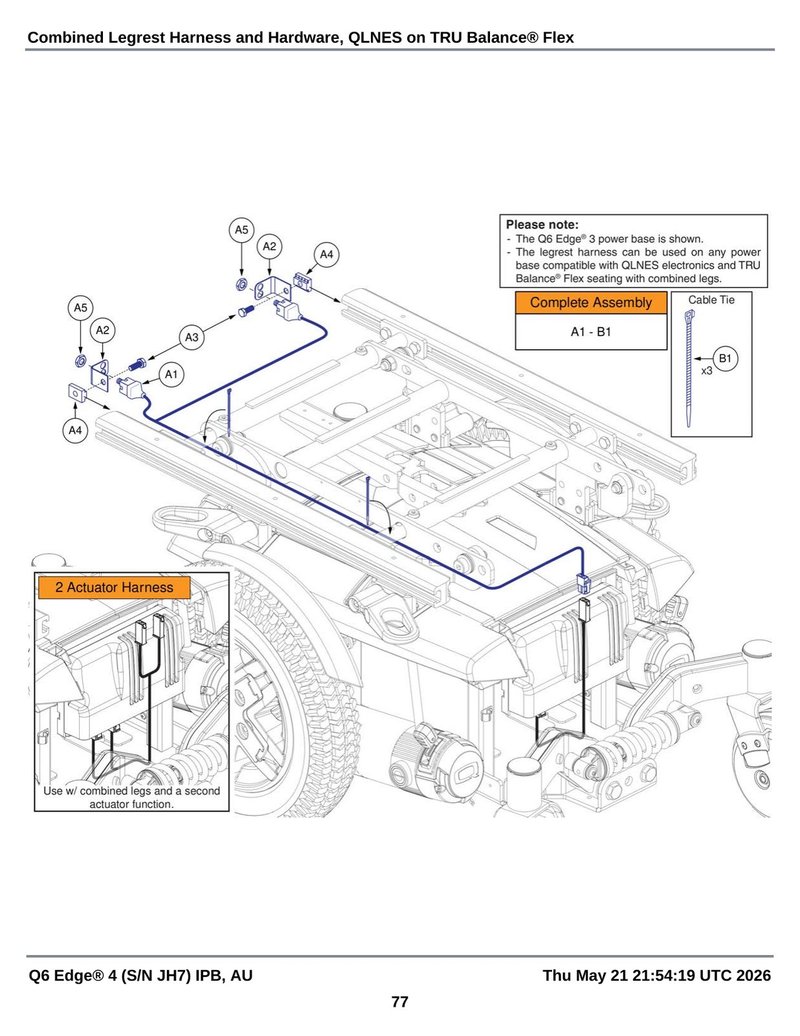 Combined Legrest Harness and Hardware, QLNES on TRU Balance® Flex
Please note:
- The Q6 Edge® 3 power base is shown.
- The legrest harness can be used on any power
base compatible with QLNES electronics and TRU
Balance® Flex seating with combined legs.
Complete Assembly
A1 - B1
Cable Tie
B1
x3
A5
A2
A4
A5
A2
A3
A1
A4
2 Actuator Harness
Use w/ combined legs and a second
actuator function.
Q6 Edge® 4 (S/N JH7) IPB, AU
Thu May 21 21:54:19 UTC 2026
77